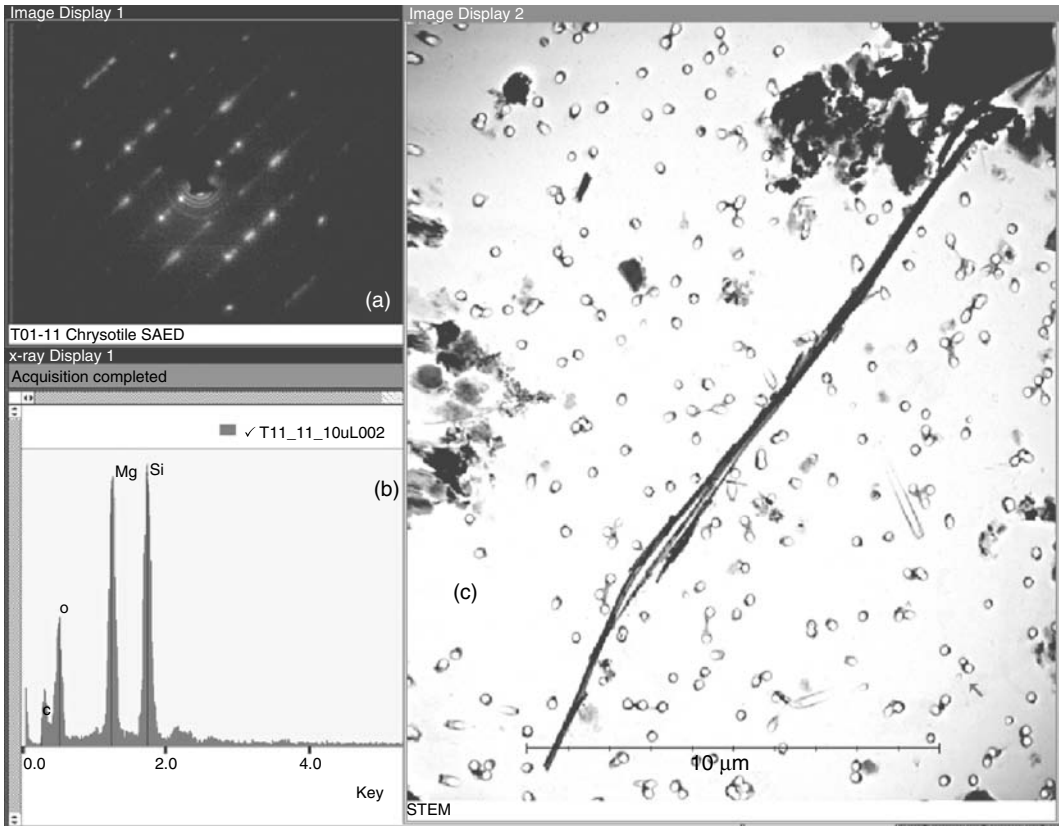 Image Display 1
(a)
T01-11 Chrysotile SAED
x-ray Display 1
Acquisition completed
✓ T11_11_10uL002
Mg
Si
(b)
o
c
0.0
2.0
4.0
Key
Image Display 2
(c)
10 μm
STEM